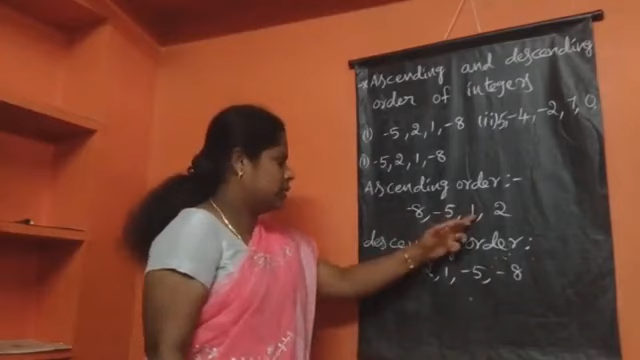 Ascending and descending
order of integers
(i) -5, 2, 1, -8 (ii) -4, -2, 7, 0
(i) -5, 2, 1, -8
Ascending order:-
-8, -5, 1, 2
order:
1, -5, -8